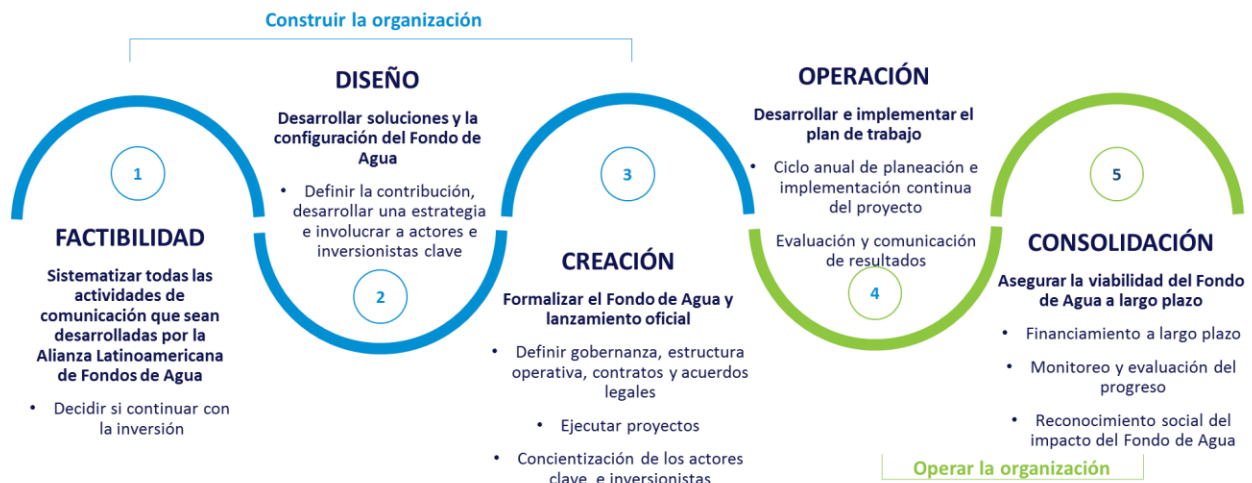 Construir la organización
1
FACTIBILIDAD
Sistematizar todas las
actividades de
comunicación que sean
desarrolladas por la
Alianza Latinoamericana
de Fondos de Agua
• Decidir si continuar con
la inversión
DISEÑO
Desarrollar soluciones y la
configuración del Fondo de
Agua
• Definir la contribución,
desarrollar una estrategia
e involucrar a actores e
inversionistas clave
2
3
CREACIÓN
Formalizar el Fondo de Agua y
lanzamiento oficial
• Definir gobernanza, estructura
operativa, contratos y acuerdos
legales
• Ejecutar proyectos
• Concientización de los actores
clave e inversionistas
OPERACIÓN
Desarrollar e implementar el
plan de trabajo
• Ciclo anual de planeación e
implementación continua
del proyecto
Evaluación y comunicación
de resultados
4
5
CONSOLIDACIÓN
Asegurar la viabilidad del Fondo
de Agua a largo plazo
• Financiamiento a largo plazo
• Monitoreo y evaluación del
progreso
• Reconocimiento social del
impacto del Fondo de Agua
Operar la organización